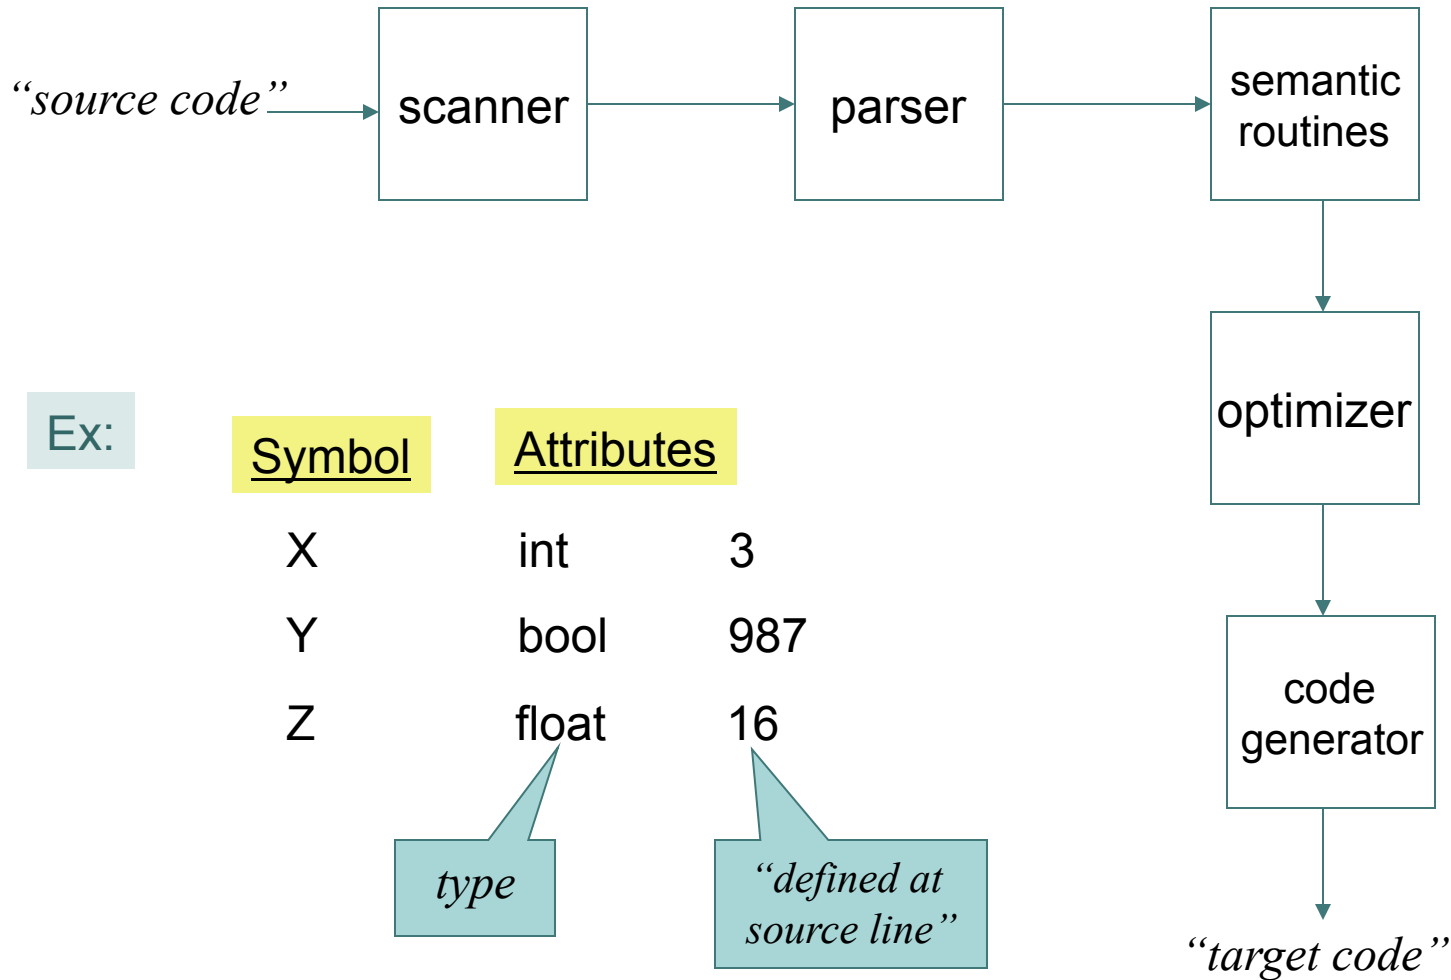 “source code”
scanner
parser
semantic
routines
optimizer
code
generator
“target code”
Ex:
Symbol Attributes
X int 3
Y bool 987
Z float 16
type
“defined at
source line”